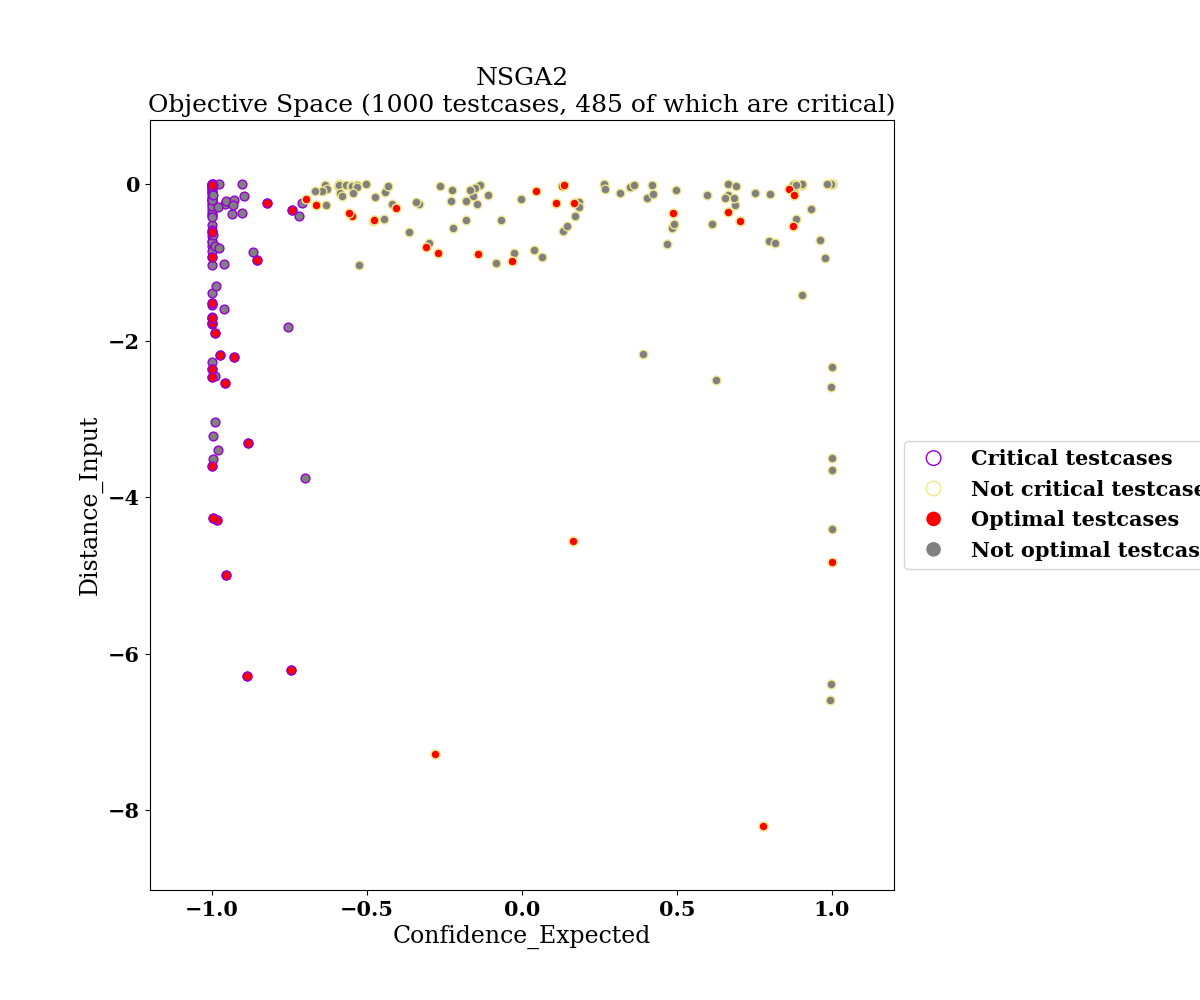 NSGA2
Objective Space (1000 testcases, 485 of which are critical)
0
−2
−4
−6
−8
Distance_Input
−1.0
−0.5
0.0
0.5
1.0
Confidence_Expected
Critical testcases
Not critical testcase
Optimal testcases
Not optimal testcas